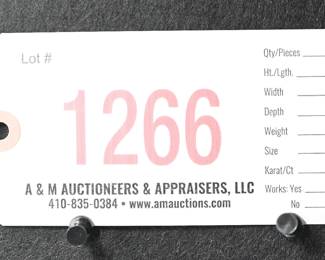 Lot #
1266
A & M AUCTIONEERS & APPRAISERS, LLC
410-835-0384 • www.amauctions.com
Qty/Pieces
Ht./Lgth.
Width
Depth
Weight
Size
Karat/Ct
Works: Yes
No